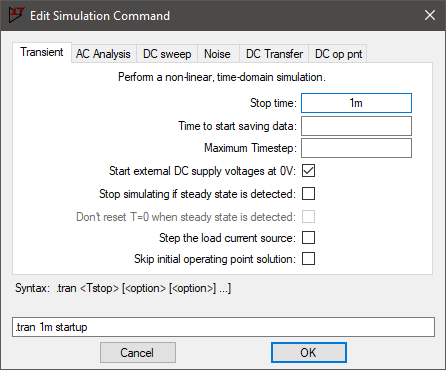 Edit Simulation Command
Transient AC Analysis DC sweep Noise DC Transfer DC op pnt
Perform a non-linear, time-domain simulation.
Stop time: 1m
Time to start saving data:
Maximum Timestep:
Start external DC supply voltages at 0V:
Stop simulating if steady state is detected:
Don't reset T=0 when steady state is detected:
Step the load current source:
Skip initial operating point solution:
Syntax: .tran <Tstop> [<option> [<option>] ...]
.tran 1m startup
Cancel OK